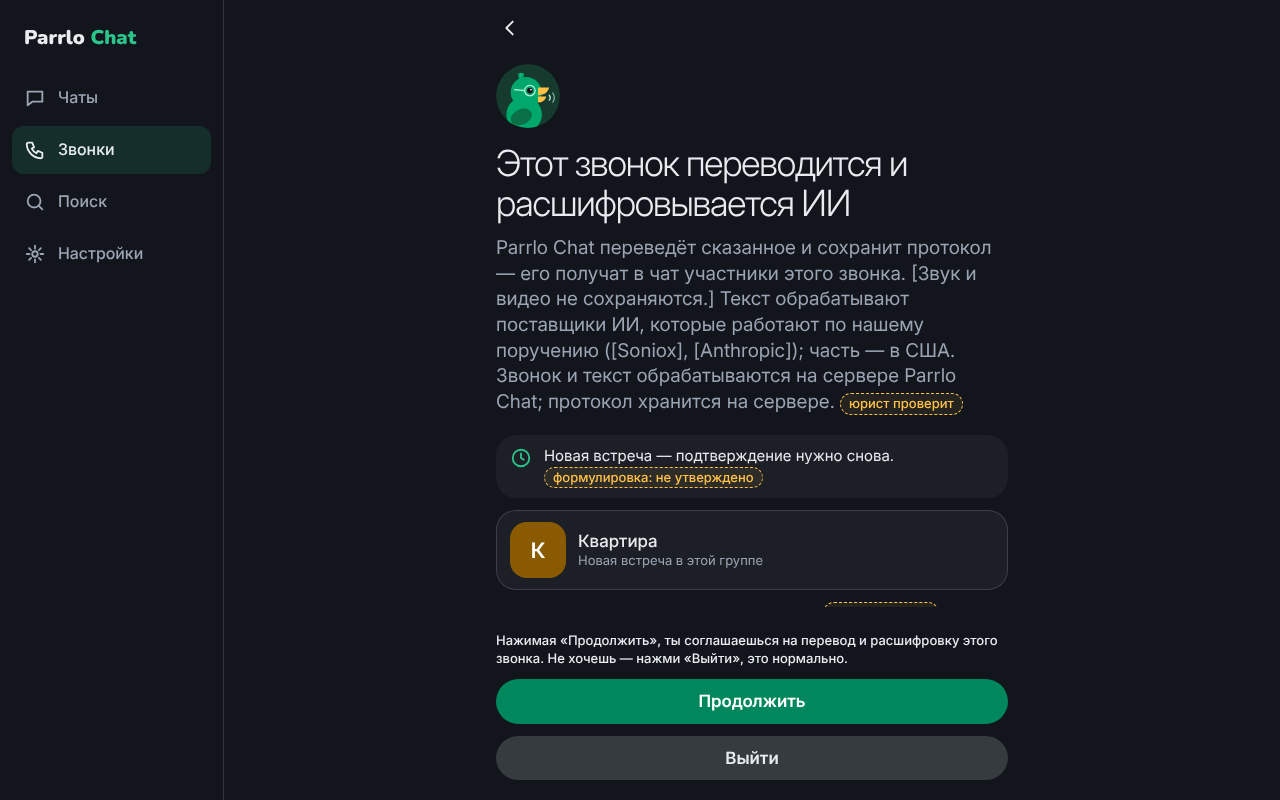 Parrlo Chat
Чаты
Звонки
Поиск
Настройки
Этот звонок переводится и
расшифровывается ИИ
Parrlo Chat переведёт сказанное и сохранит протокол
— его получат в чат участники этого звонка. [Звук и
видео не сохраняются.] Текст обрабатывают
поставщики ИИ, которые работают по нашему
поручению ([Soniox], [Anthropic]); часть — в США.
Звонок и текст обрабатываются на сервере Parrlo
Chat; протокол хранится на сервере. юрист проверит
Новая встреча — подтверждение нужно снова.
формулировка: не утверждено
К
Квартира
Новая встреча в этой группе
Нажимая «Продолжить», ты соглашаешься на перевод и расшифровку этого
звонка. Не хочешь — нажми «Выйти», это нормально.
Продолжить
Выйти